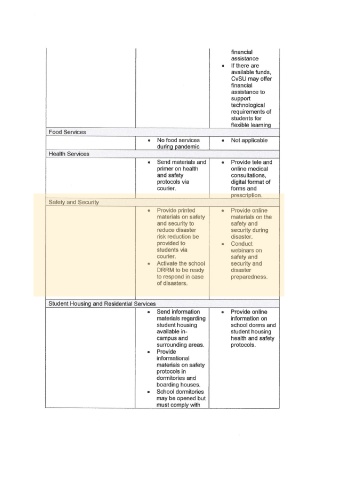 financial
assistance
• If there are
available funds,
CvSU may offer
financial
assistance to
support
technological
requirements of
students for
flexible learning
Food Services
• No food services
during pandemic
• Not applicable
Health Services
• Send materials and
primer on health
and safety
protocols via
courier.
• Provide tele and
online medical
consultations,
digital format of
forms and
prescription.
Safety and Security
• Provide printed
materials on safety
and security to
reduce disaster
risk reduction be
provided to
students via
courier.
• Activate the school
DRRM to be ready
to respond in case
of disasters.
• Provide online
materials on the
safety and
security during
disaster.
• Conduct
webinars on
safety and
security and
disaster
preparedness.
Student Housing and Residential Services
• Send information
materials regarding
student housing
available in-
campus and
surrounding areas.
• Provide
informational
materials on safety
protocols in
dormitories and
boarding houses.
• School dormitories
may be opened but
must comply with
• Provide online
information on
school dorms and
student housing
health and safety
protocols.